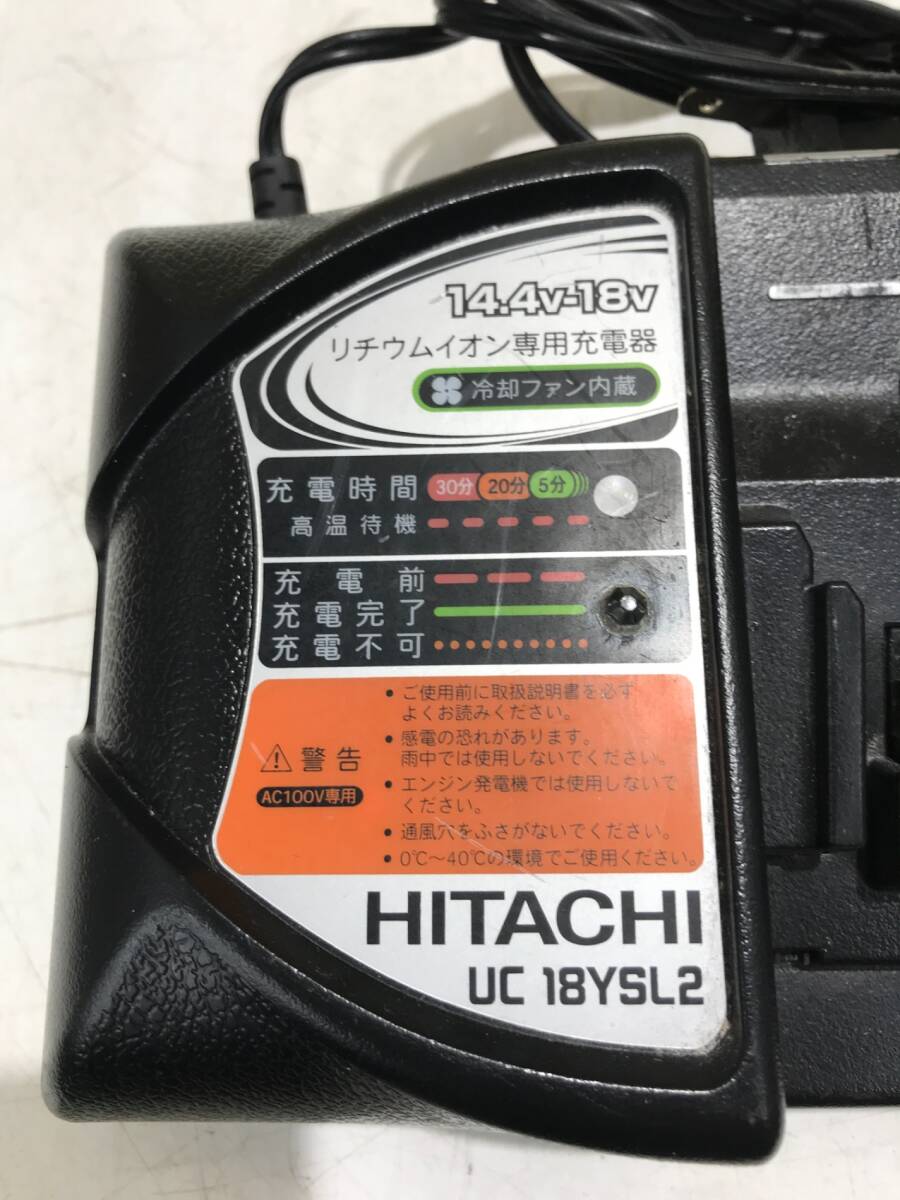 14.4v-18v
リチウムイオン専用充電器
冷却ファン内蔵
充電時間 30分 20分 5分
高温待機
充電前
充電完了
充電不可
警告
AC100V専用
・ご使用前に取扱説明書を必ず
よくお読みください。
・感電の恐れがあります。
雨中では使用しないでください。
・エンジン発電機では使用しないで
ください。
・通風穴をふさがないでください。
・0℃～40℃の環境でご使用ください。
HITACHI
UC 18YSL2